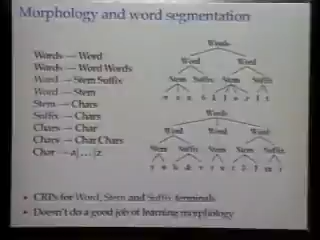 Morphology and word segmentation
Words → Word
Words → Word Words
Word → Stem Suffix
Word → Stem
Stem → Chars
Suffix → Chars
Chars → Char
Chars → Char Chars
Char → a | … | z
Words
Word Word
Stem Suffix Stem Suffix
Words
Word Word Word
Stem Suffix Stem Suffix Stem
CRPs for Word, Stem and Suffix terminals
Doesn't do a good job of learning morphology